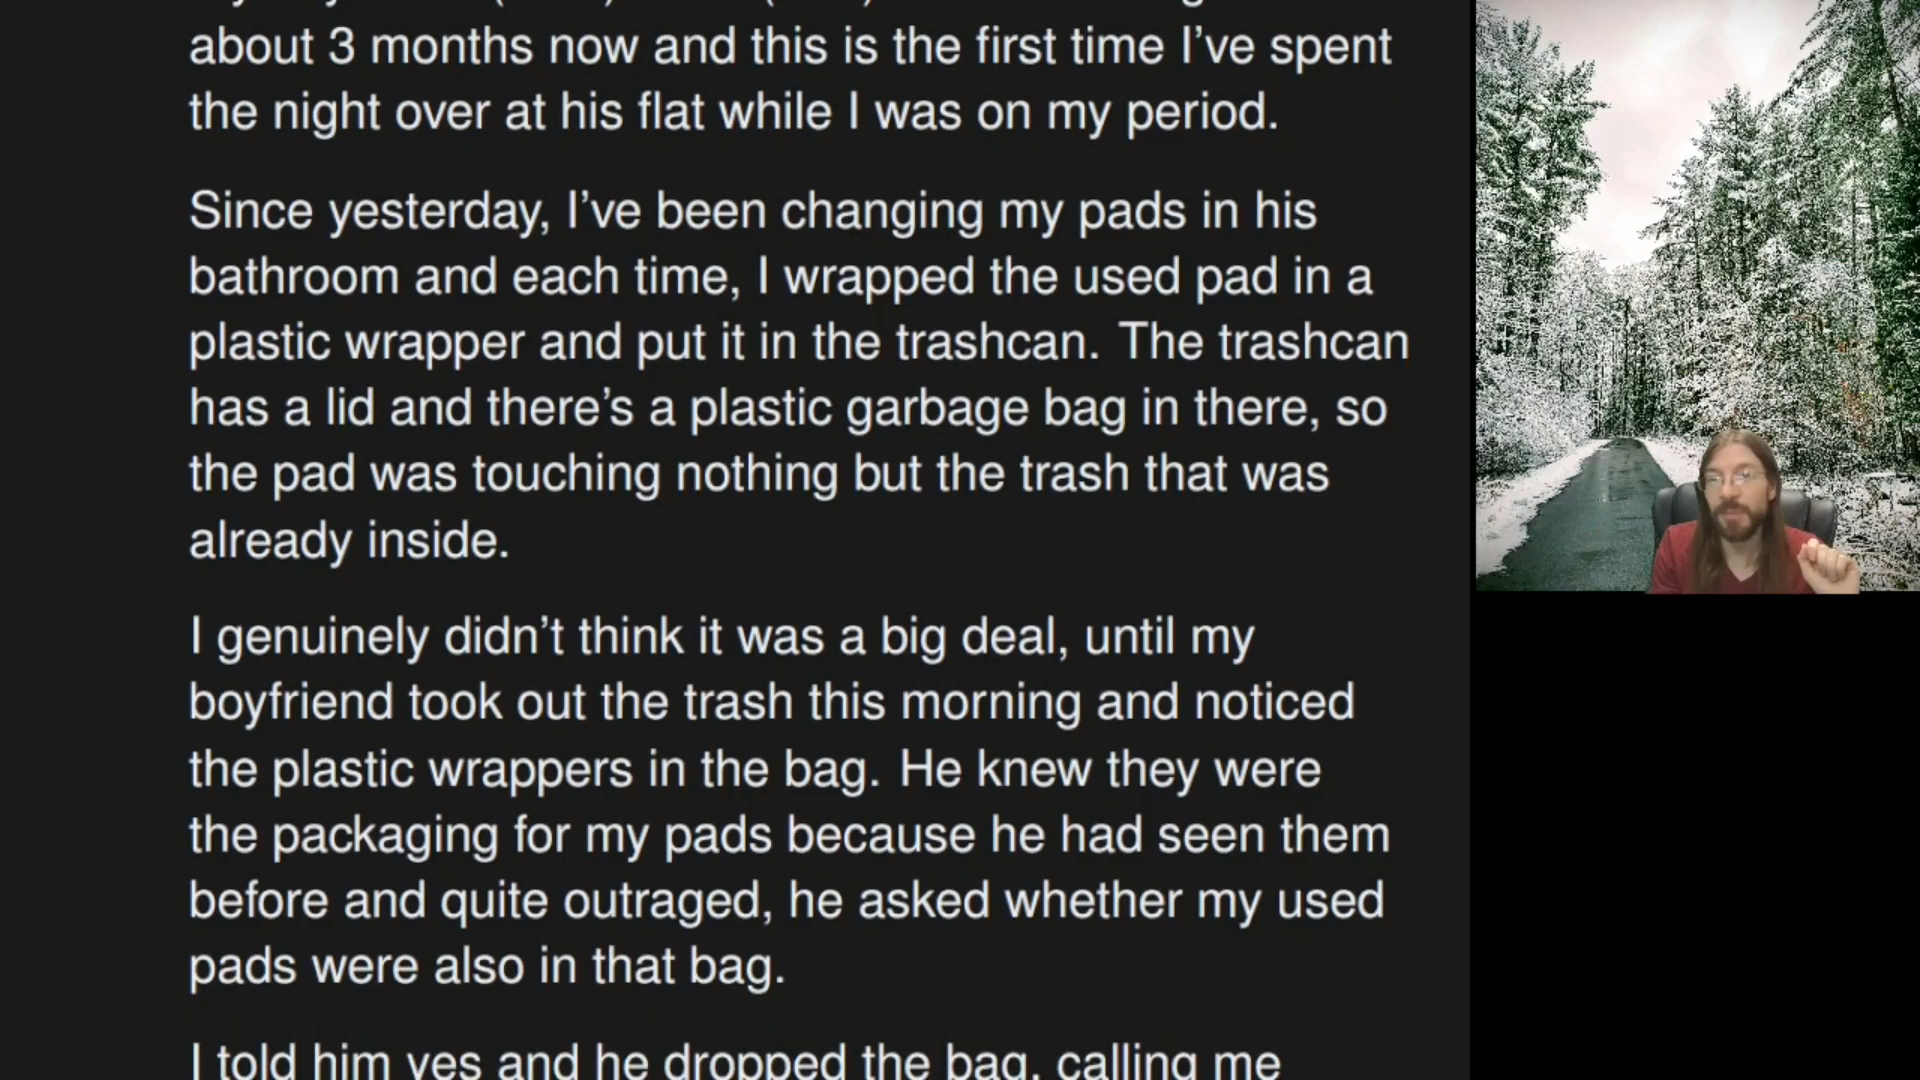 about 3 months now and this is the first time I've spent
the night over at his flat while I was on my period.
Since yesterday, I've been changing my pads in his
bathroom and each time, I wrapped the used pad in a
plastic wrapper and put it in the trashcan. The trashcan
has a lid and there's a plastic garbage bag in there, so
the pad was touching nothing but the trash that was
already inside.
I genuinely didn't think it was a big deal, until my
boyfriend took out the trash this morning and noticed
the plastic wrappers in the bag. He knew they were
the packaging for my pads because he had seen them
before and quite outraged, he asked whether my used
pads were also in that bag.
I told him yes and he dropped the bag, calling me